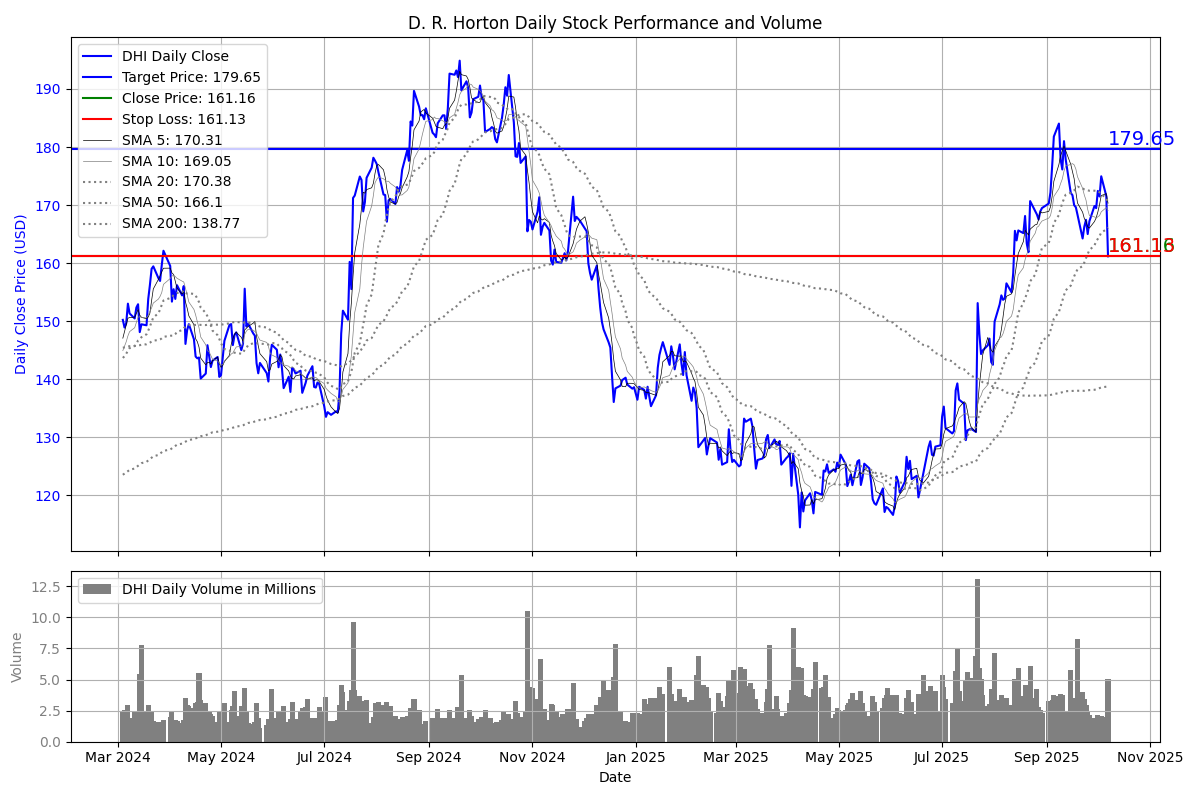 D. R. Horton Daily Stock Performance and Volume
DHI Daily Close
Target Price: 179.65
Close Price: 161.16
Stop Loss: 161.13
SMA 5: 170.31
SMA 10: 169.05
SMA 20: 170.38
SMA 50: 166.1
SMA 200: 138.77
Daily Close Price (USD)
190
180
170
160
150
140
130
120
179.65
161.16
161.13
DHI Daily Volume in Millions
Volume
12.5
10.0
7.5
5.0
2.5
0.0
Mar 2024 May 2024 Jul 2024 Sep 2024 Nov 2024 Jan 2025 Mar 2025 May 2025 Jul 2025 Sep 2025 Nov 2025
Date